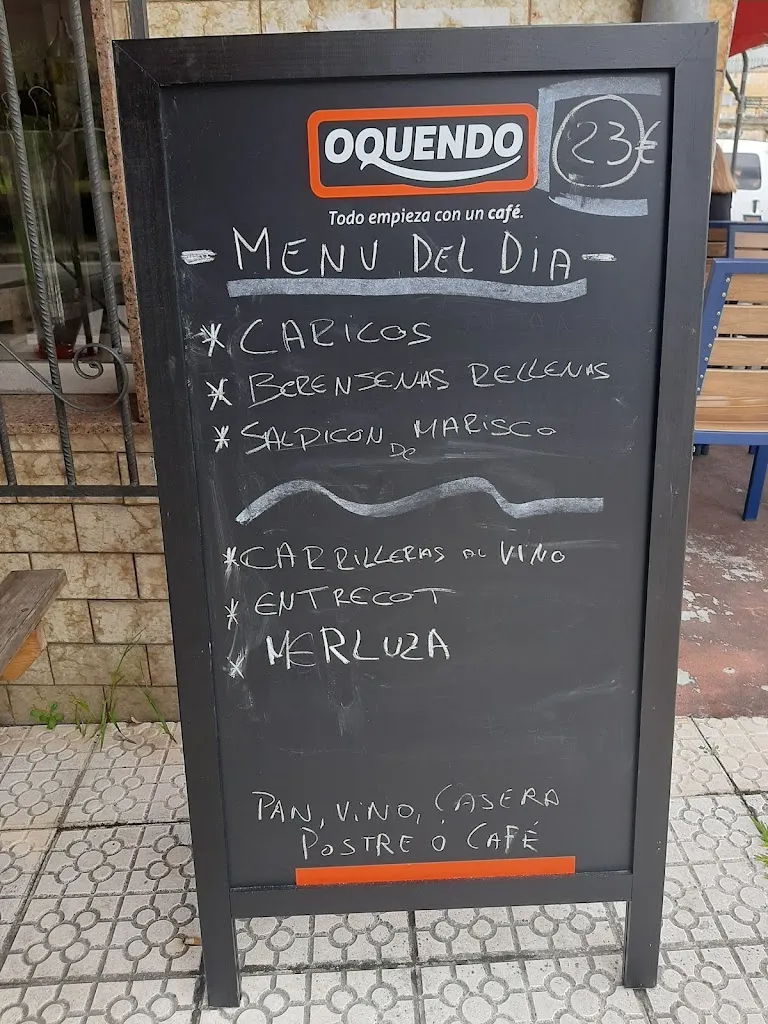 OQUENDO
23€
Todo empieza con un café.
- MENU DEL DIA -
* CARICOS
* BERENJENAS RELLENAS
* SALPICON DE MARISCO
* CARRILLERAS AL VINO
* ENTRECOT
* MERLUZA
PAN, VINO, CASERA
POSTRE Ó CAFÉ